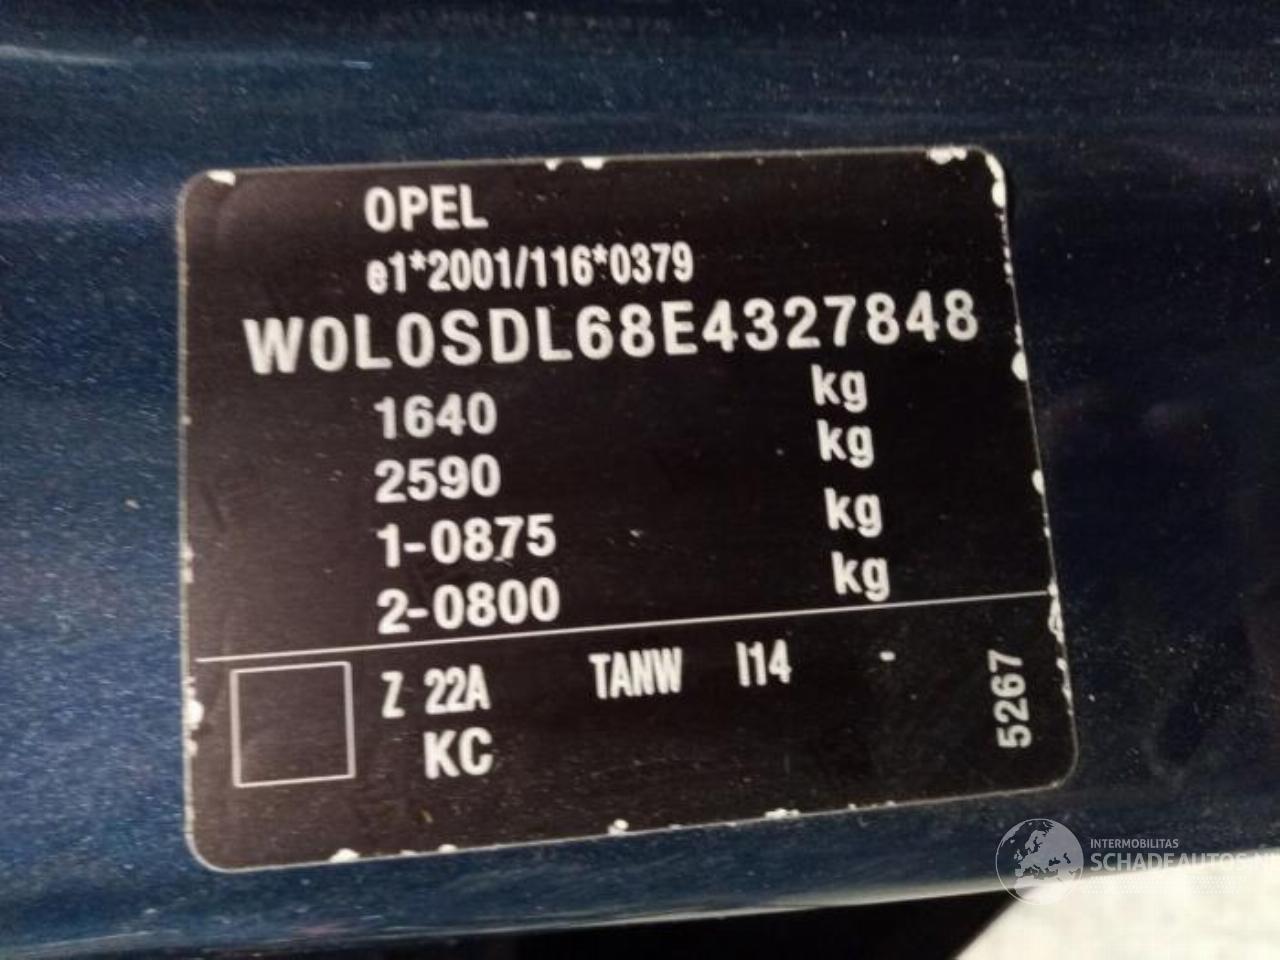 OPEL
e1*2001/116*0379
W0L0SDL68E4327848
1640 kg
2590 kg
1-0875 kg
2-0800 kg
Z 22A TANW I14 -
KC
5267
INTERMOBILITAS
SCHADEAUTOS.NL